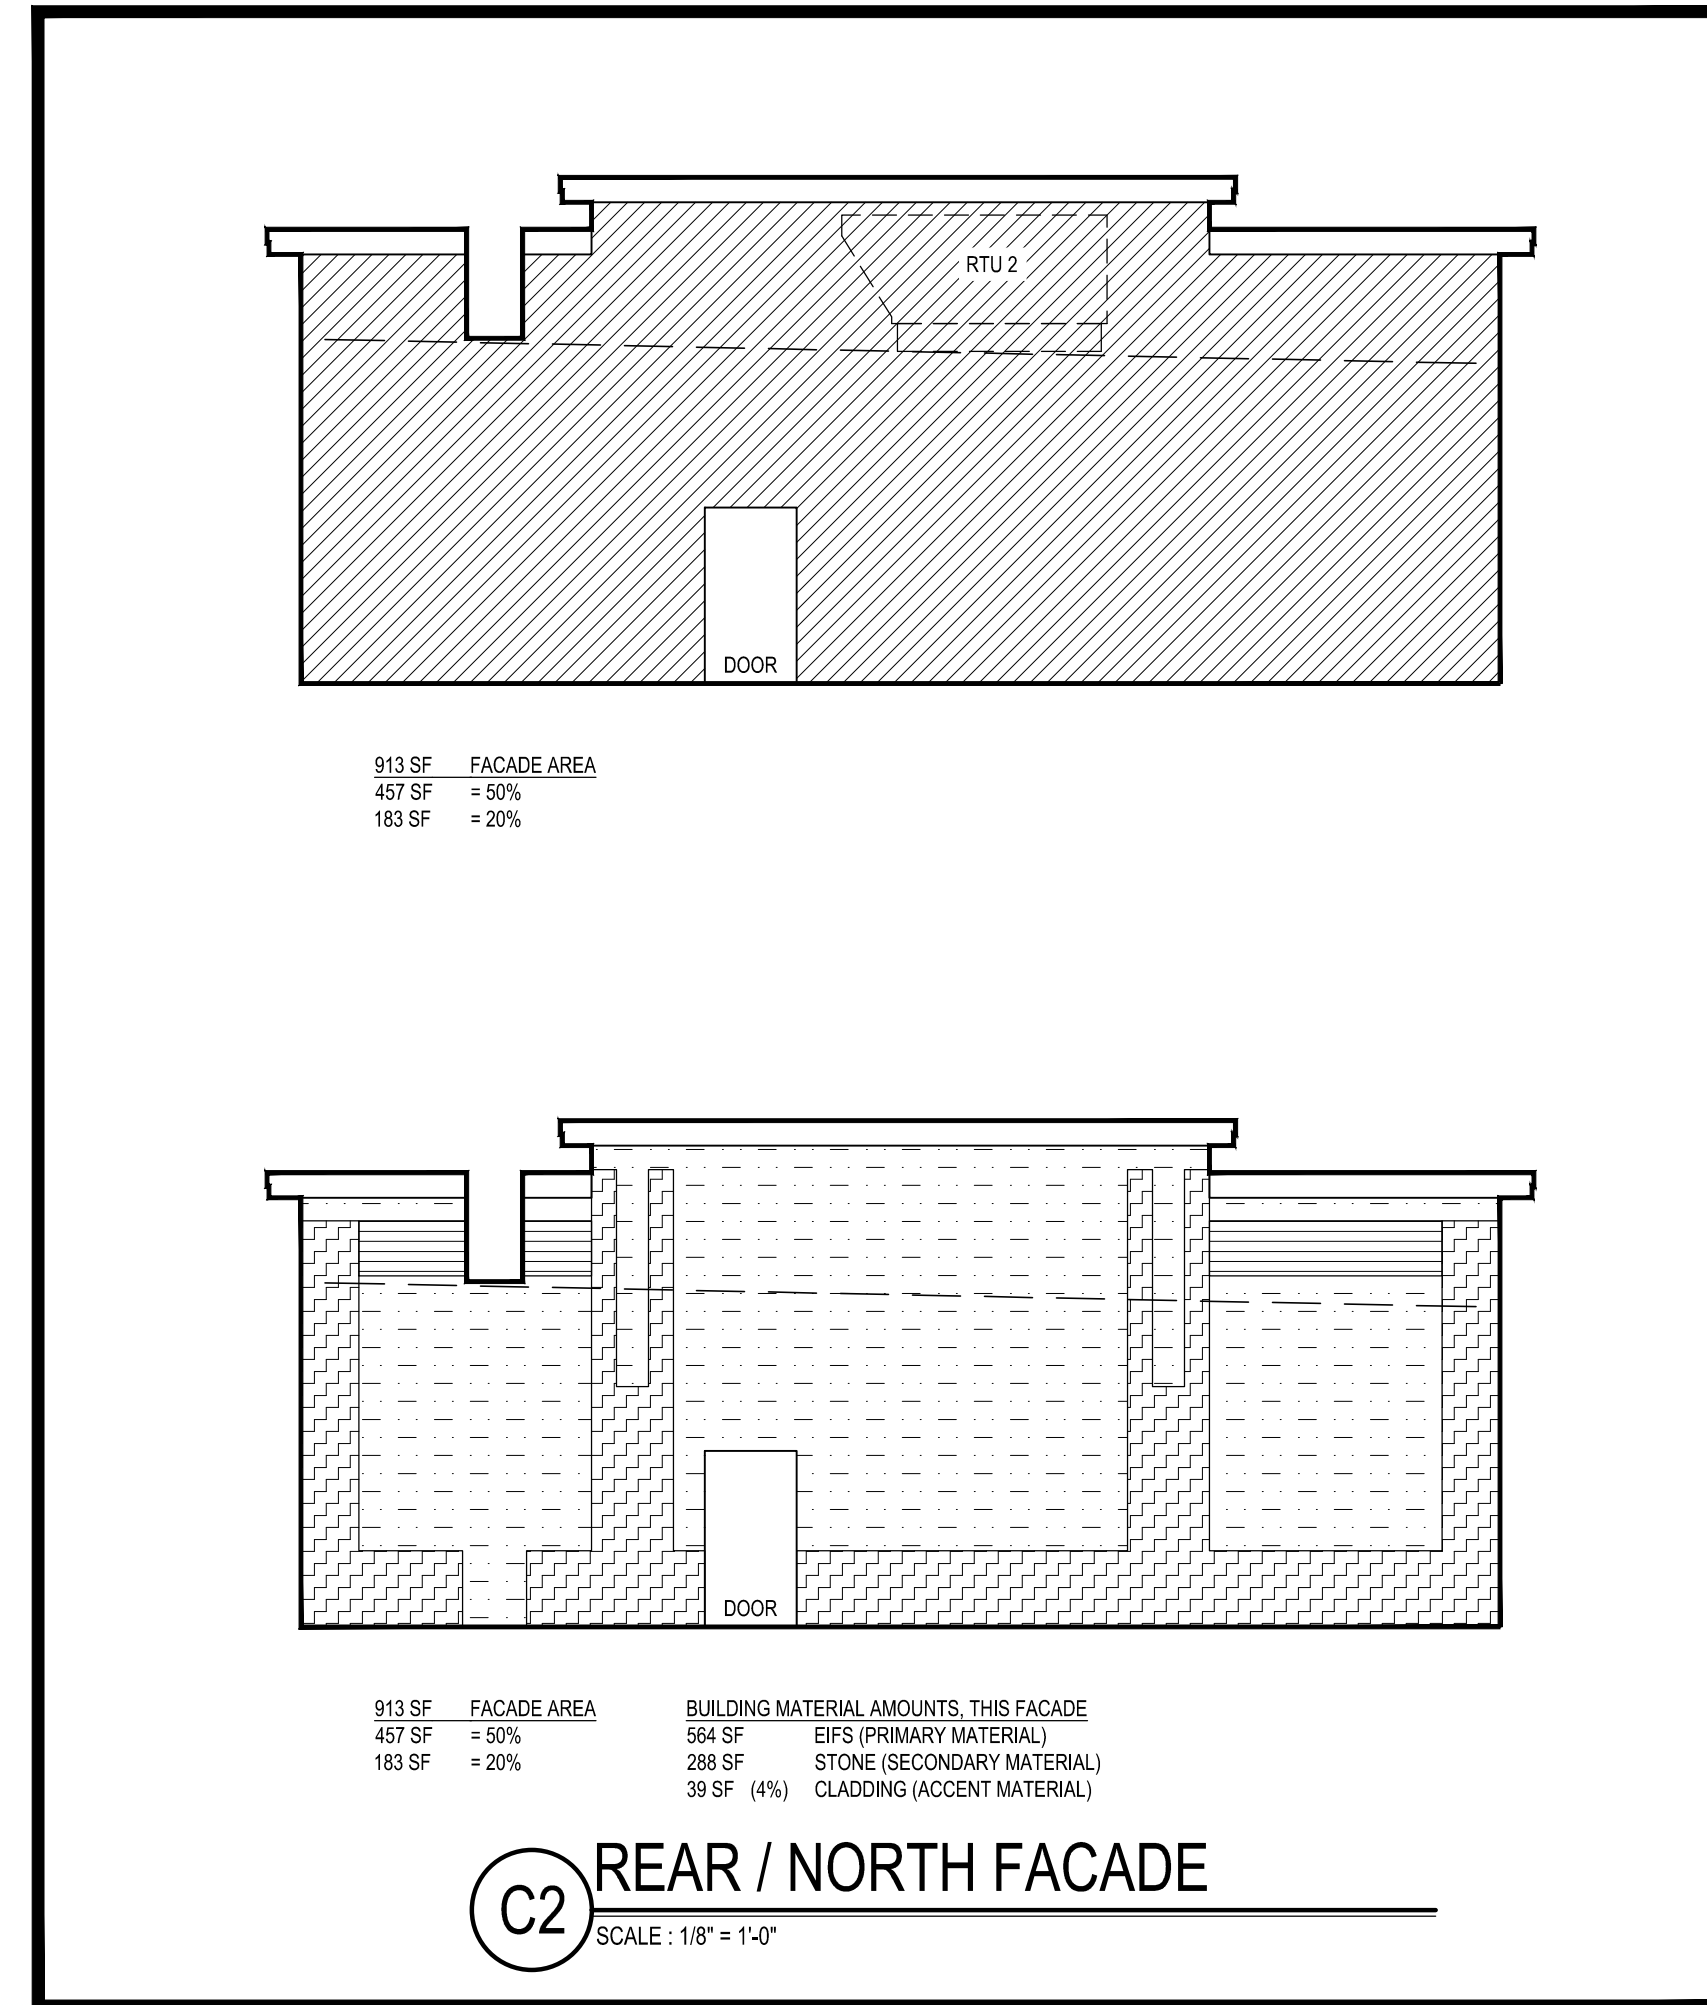 RTU 2
DOOR
913 SF FACADE AREA
457 SF = 50%
183 SF = 20%
DOOR
913 SF FACADE AREA
457 SF = 50%
183 SF = 20%
BUILDING MATERIAL AMOUNTS, THIS FACADE
564 SF EIFS (PRIMARY MATERIAL)
288 SF STONE (SECONDARY MATERIAL)
39 SF (4%) CLADDING (ACCENT MATERIAL)
C2
REAR / NORTH FACADE
SCALE : 1/8" = 1'-0"